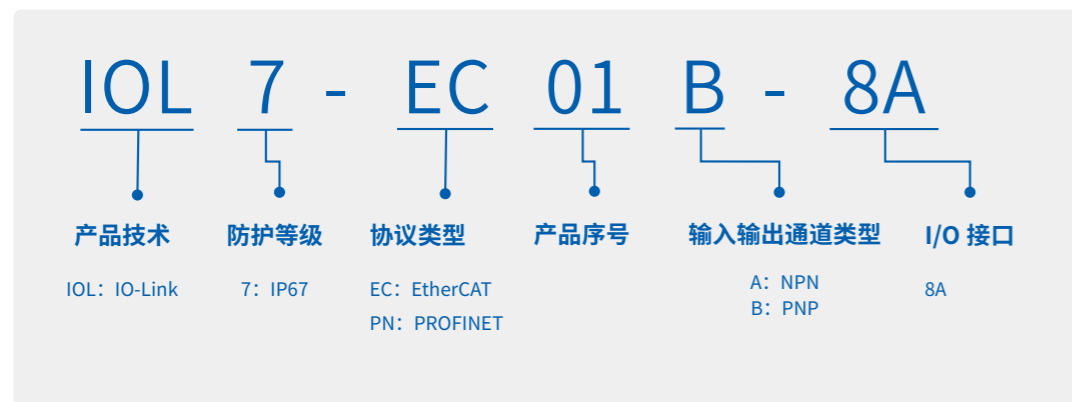 IOL 7 - EC 01 B - 8A
产品技术 防护等级 协议类型 产品序号 输入输出通道类型 I/O 接口
IOL：IO-Link 7：IP67 EC：EtherCAT A：NPN 8A
PN：PROFINET B：PNP